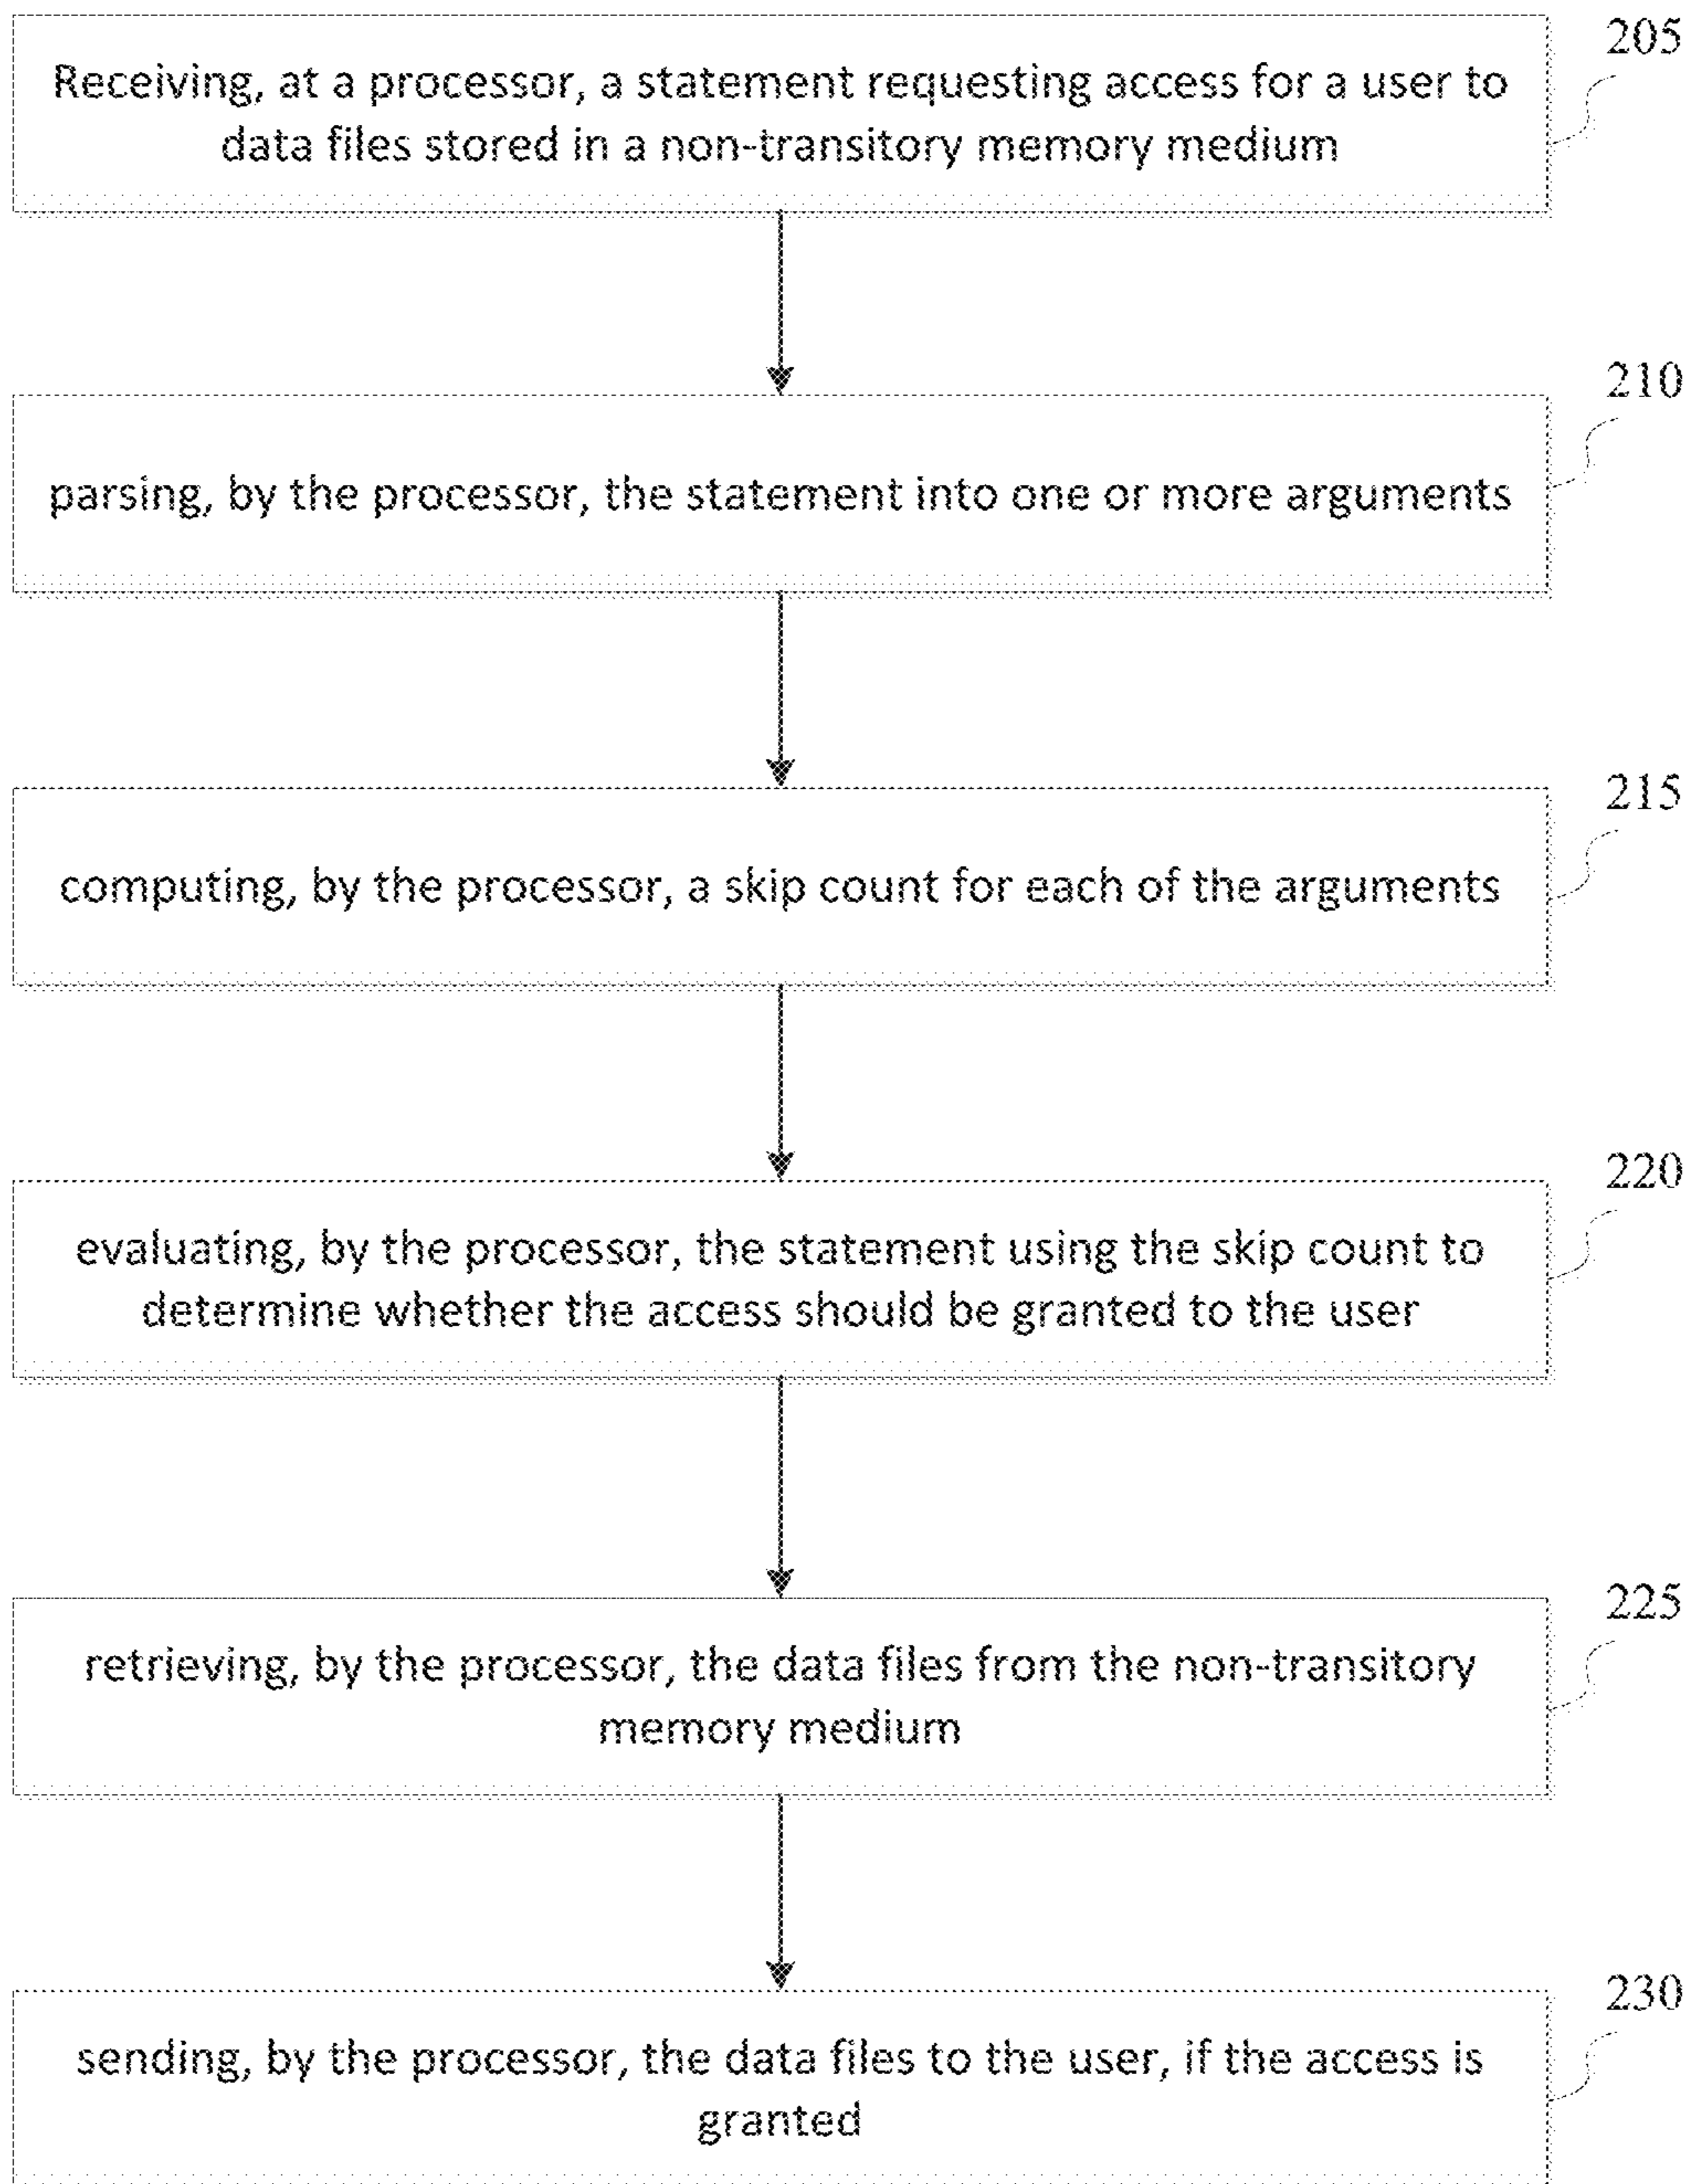 205
Receiving, at a processor, a statement requesting access for a user to
data files stored in a non-transitory memory medium
210
parsing, by the processor, the statement into one or more arguments
215
computing, by the processor, a skip count for each of the arguments
220
evaluating, by the processor, the statement using the skip count to
determine whether the access should be granted to the user
225
retrieving, by the processor, the data files from the non-transitory
memory medium
230
sending, by the processor, the data files to the user, if the access is
granted